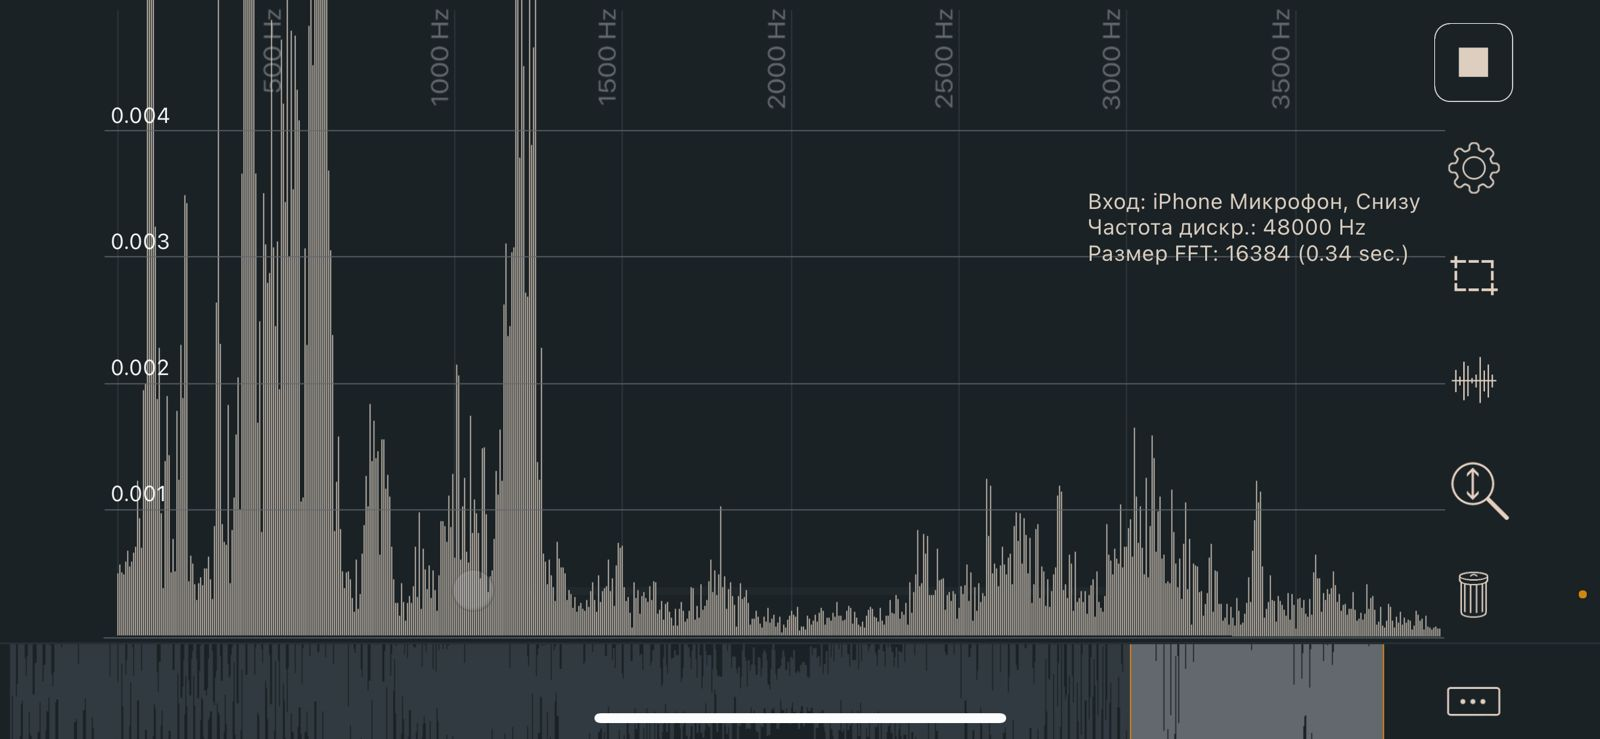 500 Hz
1000 Hz
1500 Hz
2000 Hz
2500 Hz
3000 Hz
3500 Hz
0.004
Вход: iPhone Микрофон, Снизу
Частота дискр.: 48000 Hz
0.003
Размер FFT: 16384 (0.34 sec.)
0.002
0.001